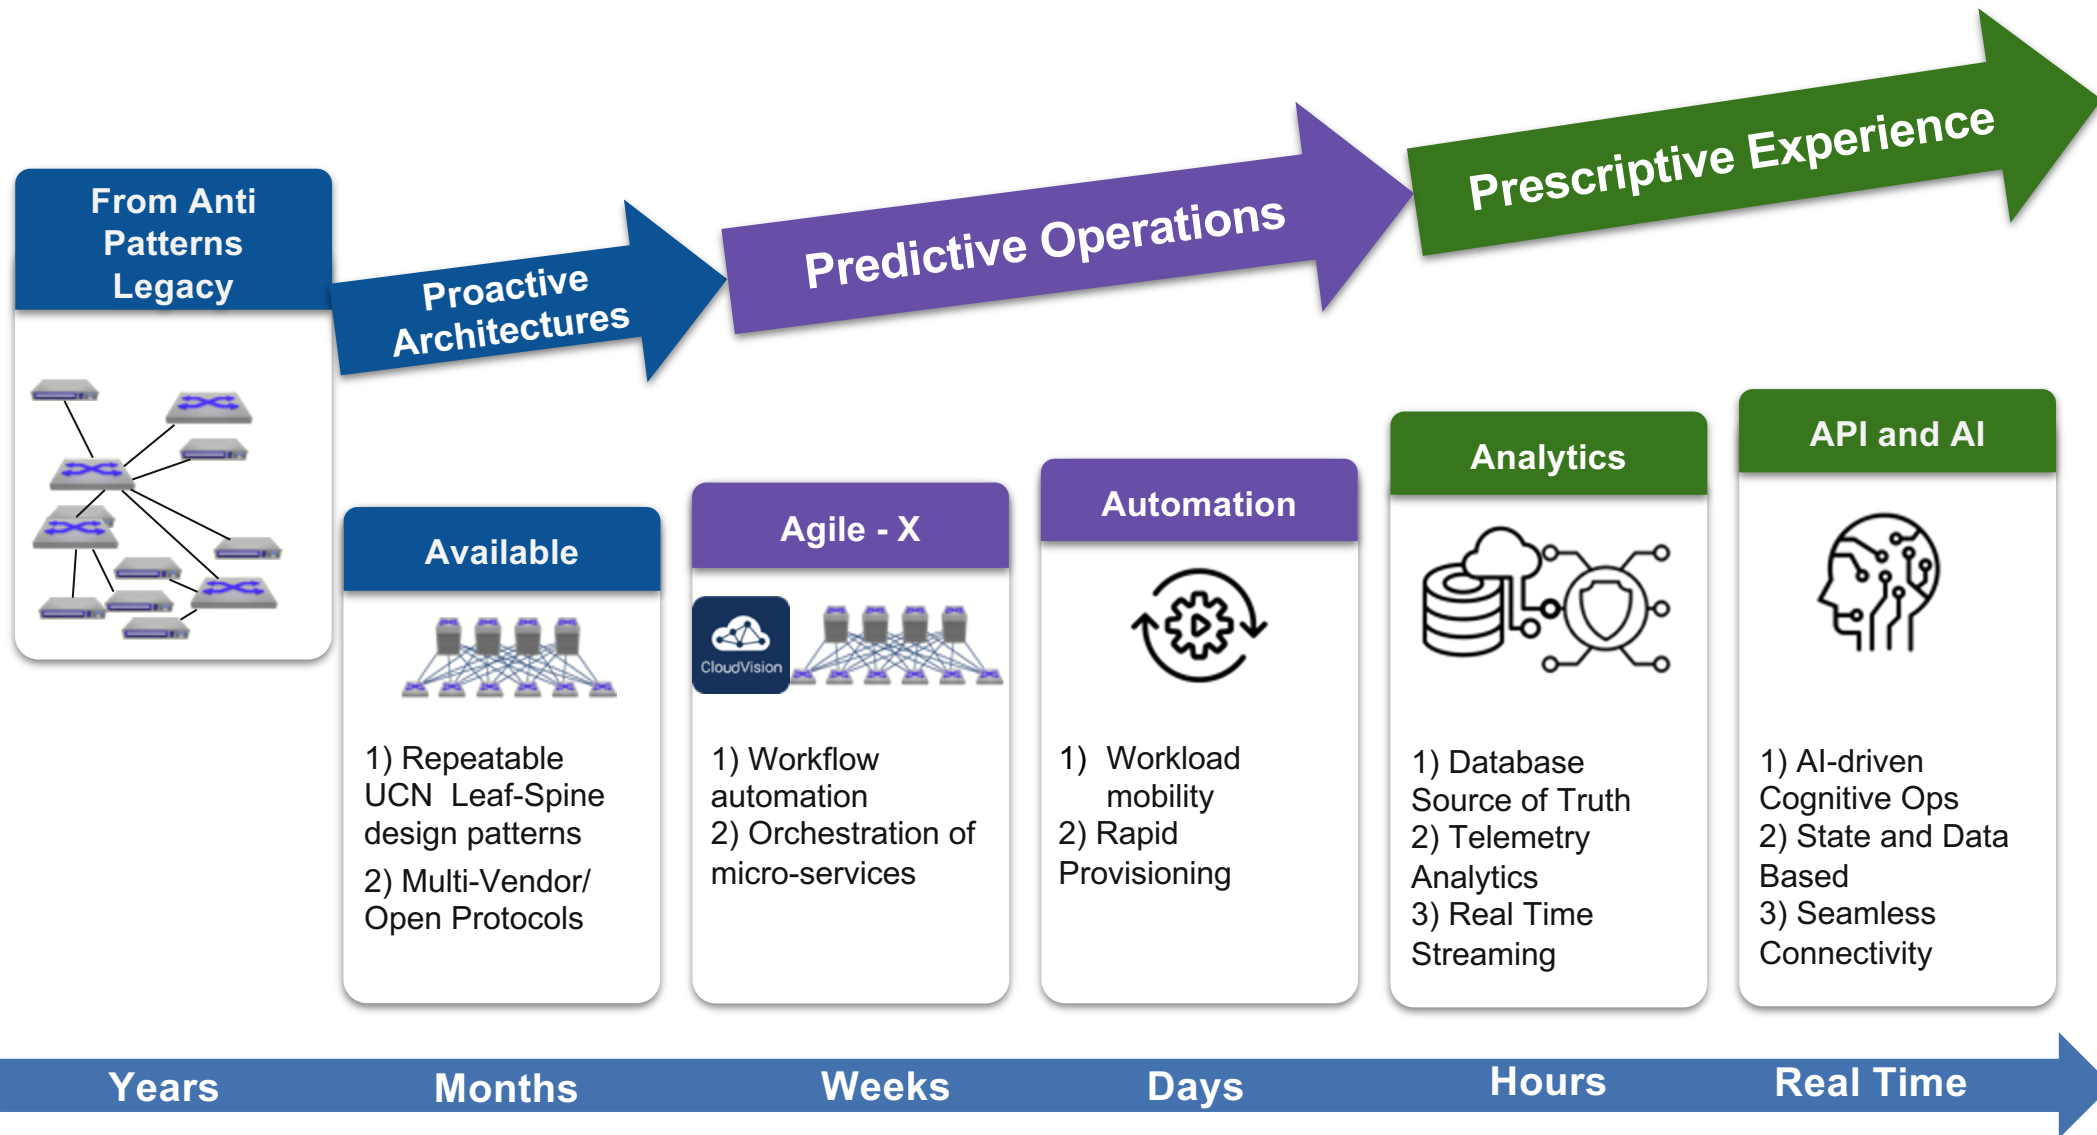 From Anti
Patterns
Legacy
Proactive
Architectures
Predictive Operations
Prescriptive Experience
Available
1) Repeatable
UCN  Leaf-Spine
design patterns
2) Multi-Vendor/
Open Protocols
Agile - X
CloudVision
1) Workflow
automation
2) Orchestration of
micro-services
Automation
1)   Workload
mobility
2) Rapid
Provisioning
Analytics
1) Database
Source of Truth
2) Telemetry
Analytics
3) Real Time
Streaming
API and AI
1) AI-driven
Cognitive Ops
2) State and Data
Based
3) Seamless
Connectivity
Years
Months
Weeks
Days
Hours
Real Time